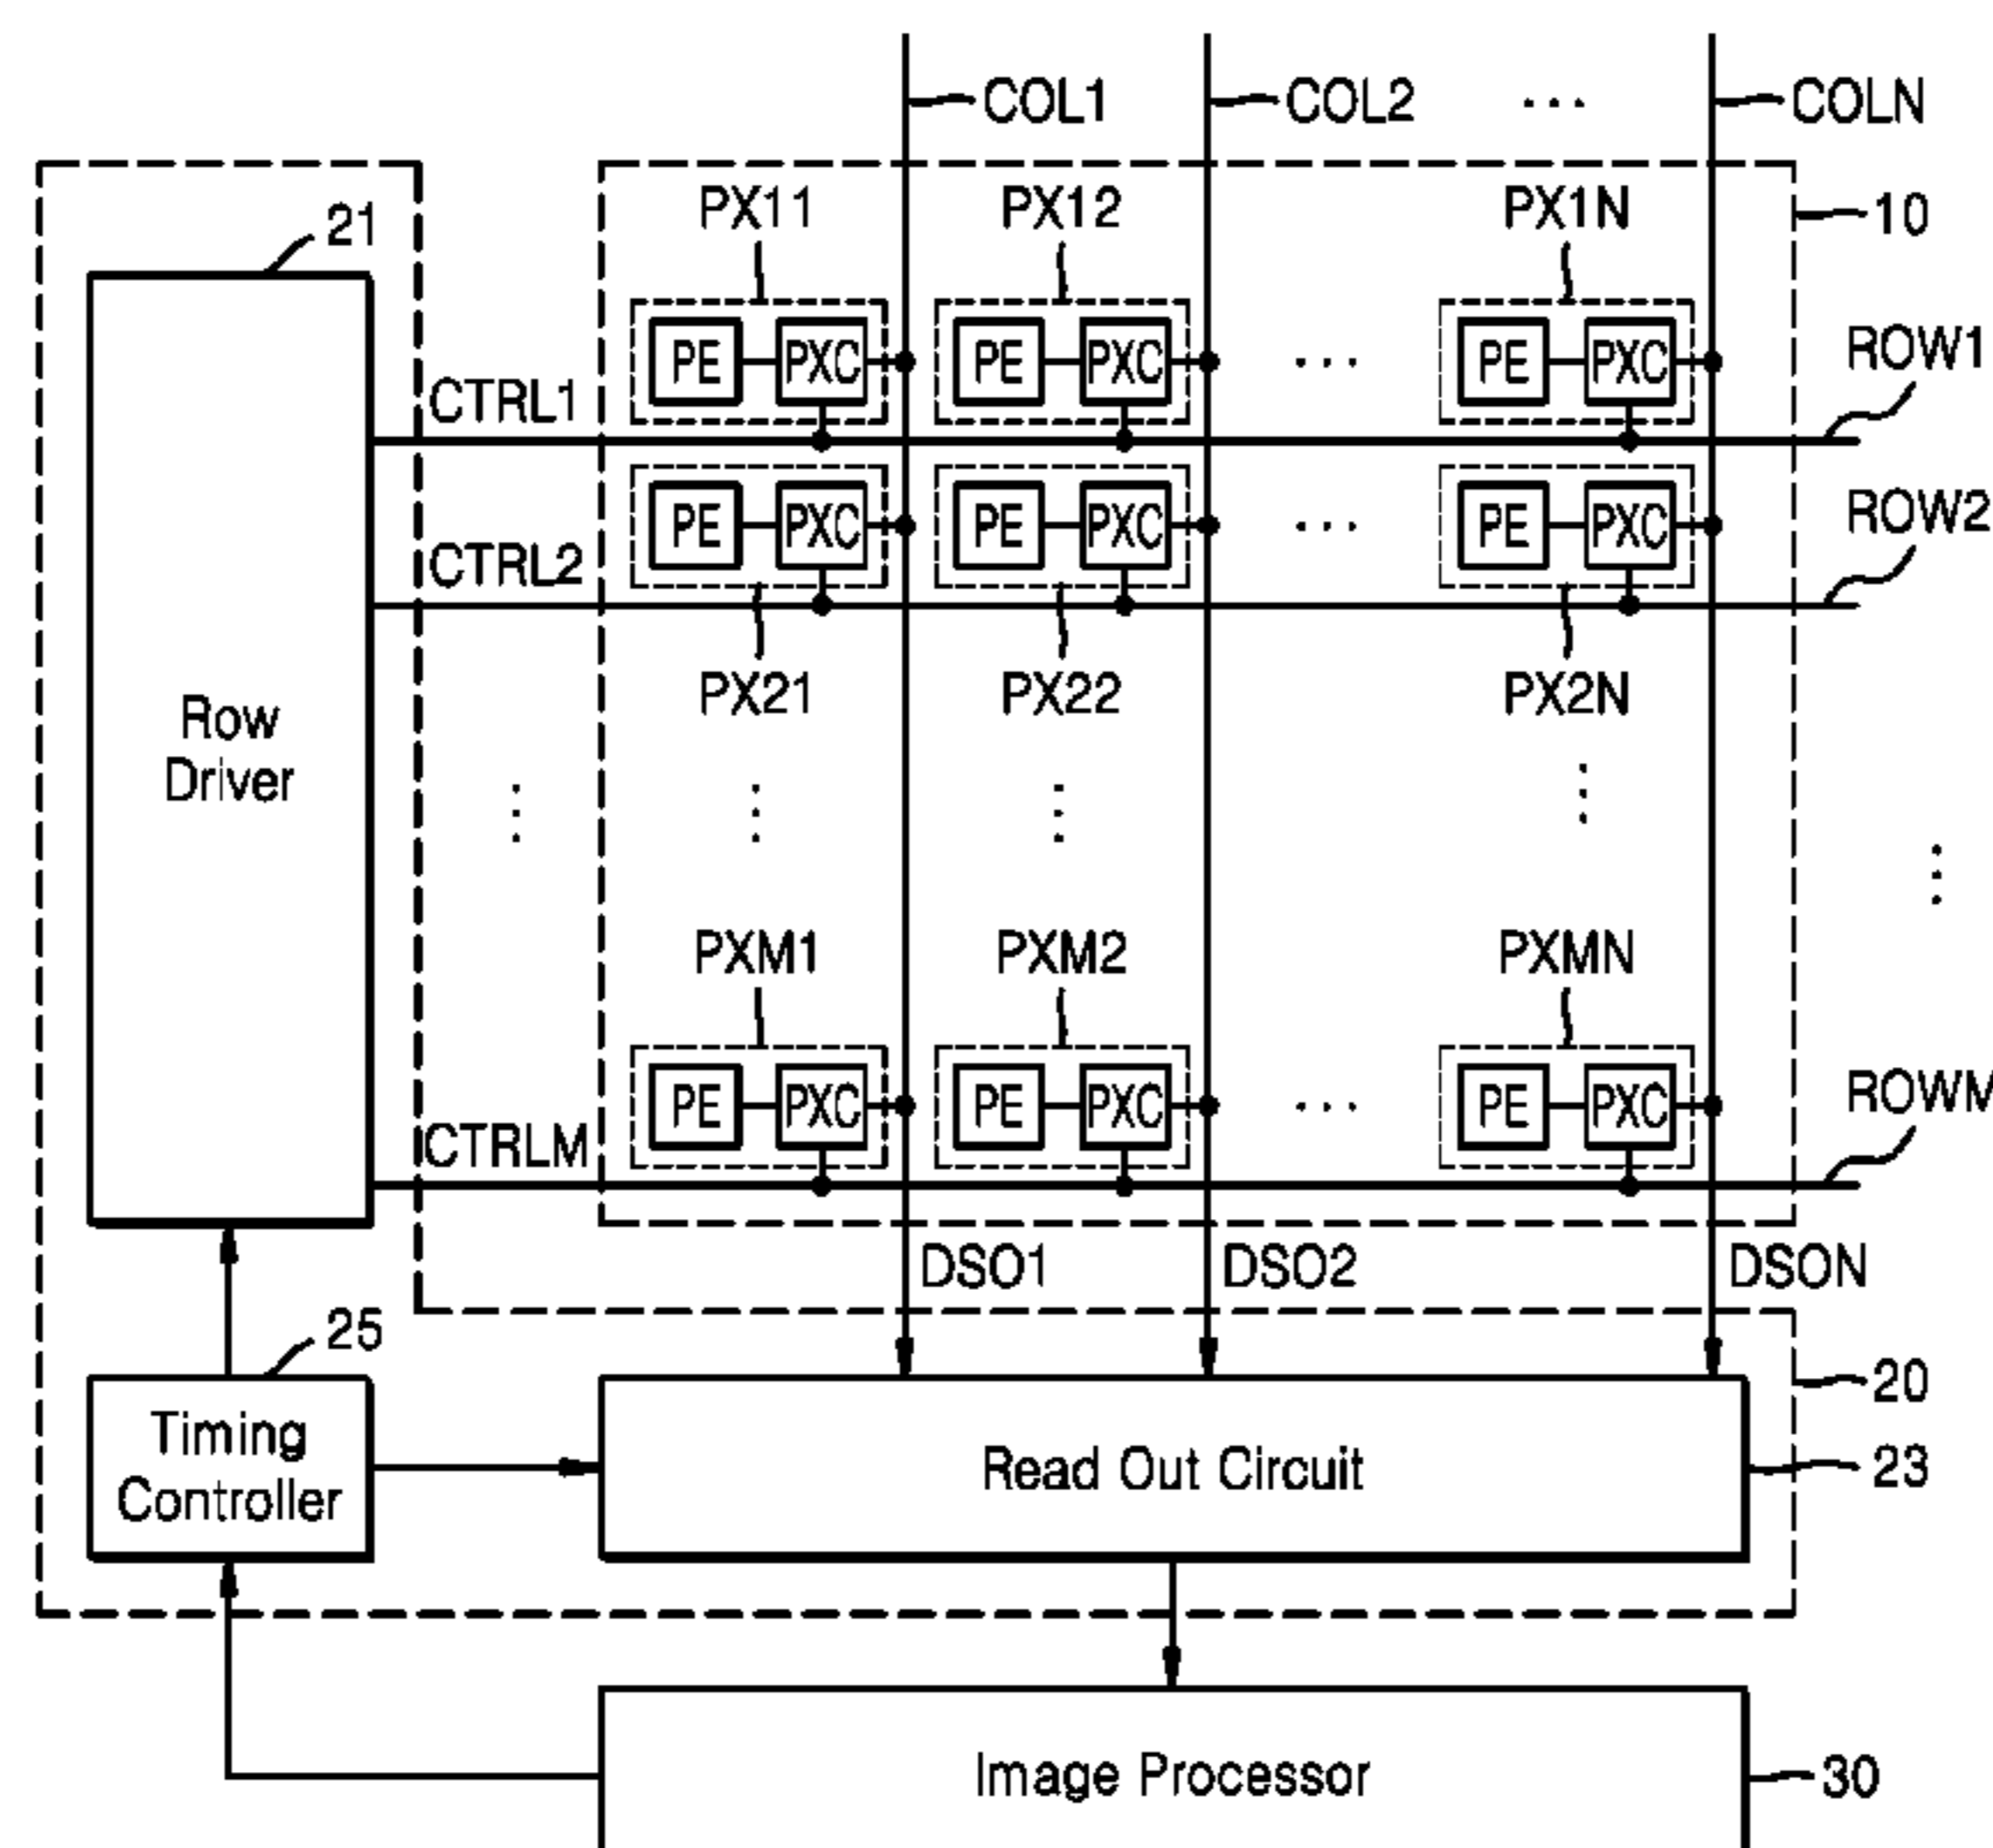 COL1 COL2 ... COLN
21 PX11 PX12 PX1N 10
PE PXC PE PXC ... PE PXC ROW1
CTRL1
PE PXC PE PXC ... PE PXC ROW2
CTRL2
PX21 PX22 PX2N
Row
Driver
PXM1 PXM2 PXMN
PE PXC PE PXC ... PE PXC ROWM
CTRLM
DSO1 DSO2 DSON
25
20
Timing
Controller
Read Out Circuit 23
Image Processor 30